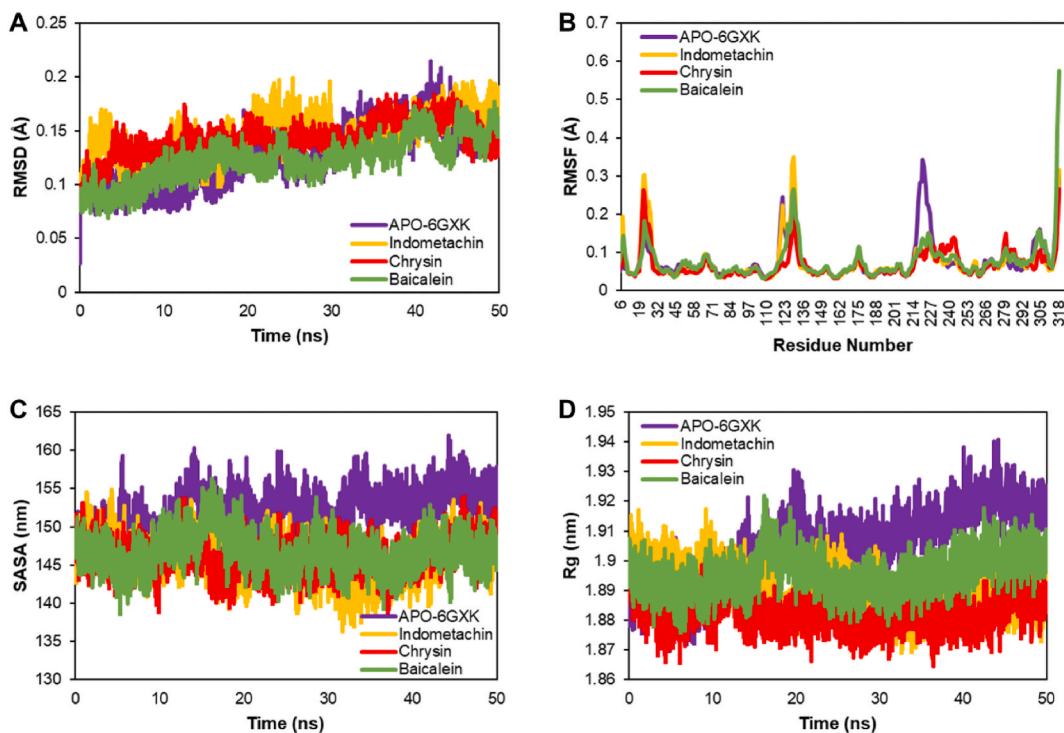 A
RMSD (Å)
0.25
0.2
0.15
0.1
0.05
0
0 10 20 30 40 50
Time (ns)
APO-6GXK
Indometachin
Chrysin
Baicalein
B
RMSF (Å)
0.7
0.6
0.5
0.4
0.3
0.2
0.1
0
6 19 32 45 58 71 84 97 110 123 136 149 162 175 188 201 214 227 240 253 266 279 292 305 318
Residue Number
APO-6GXK
Indometachin
Chrysin
Baicalein
C
SASA (nm)
165
160
155
150
145
140
135
130
0 10 20 30 40 50
Time (ns)
APO-6GXK
Indometachin
Chrysin
Baicalein
D
Rg (nm)
1.95
1.94
1.93
1.92
1.91
1.9
1.89
1.88
1.87
1.86
0 10 20 30 40 50
Time (ns)
APO-6GXK
Indometachin
Chrysin
Baicalein